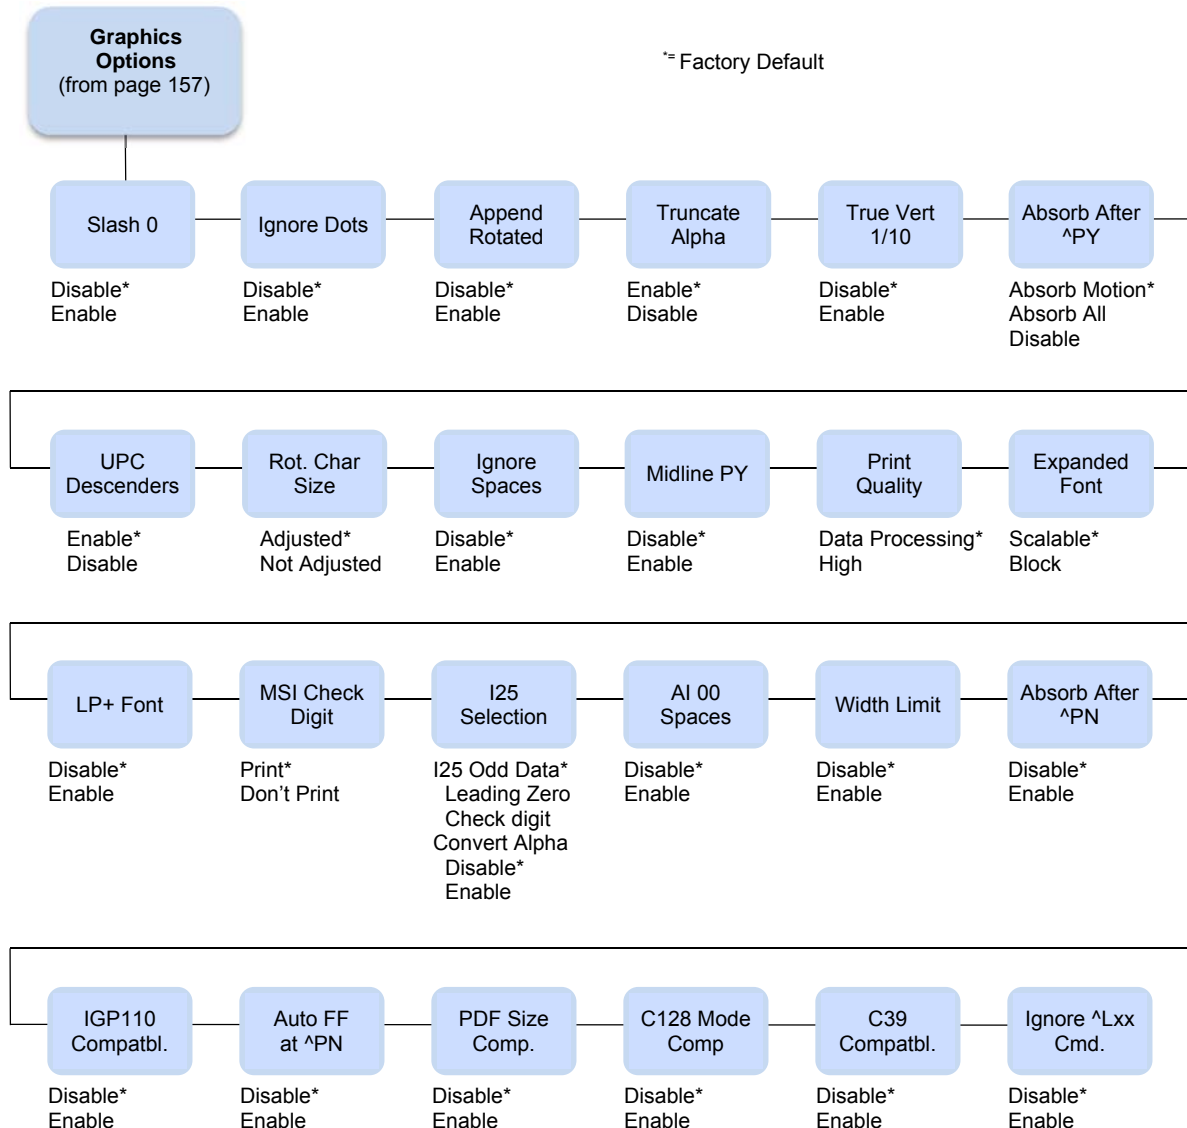 Graphics
Options
(from page 157)
*= Factory Default
Slash 0
Disable*
Enable
Ignore Dots
Disable*
Enable
Append
Rotated
Disable*
Enable
Truncate
Alpha
Enable*
Disable
True Vert
1/10
Disable*
Enable
Absorb After
^PY
Absorb Motion*
Absorb All
Disable
UPC
Descenders
Enable*
Disable
Rot. Char
Size
Adjusted*
Not Adjusted
Ignore
Spaces
Disable*
Enable
Midline PY
Disable*
Enable
Print
Quality
Data Processing*
High
Expanded
Font
Scalable*
Block
LP+ Font
Disable*
Enable
MSI Check
Digit
Print*
Don’t Print
I25
Selection
I25 Odd Data*
Leading Zero
Check digit
Convert Alpha
Disable*
Enable
AI 00
Spaces
Disable*
Enable
Width Limit
Disable*
Enable
Absorb After
^PN
Disable*
Enable
IGP110
Compatbl.
Disable*
Enable
Auto FF
at ^PN
Disable*
Enable
PDF Size
Comp.
Disable*
Enable
C128 Mode
Comp
Disable*
Enable
C39
Compatbl.
Disable*
Enable
Ignore ^Lxx
Cmd.
Disable*
Enable